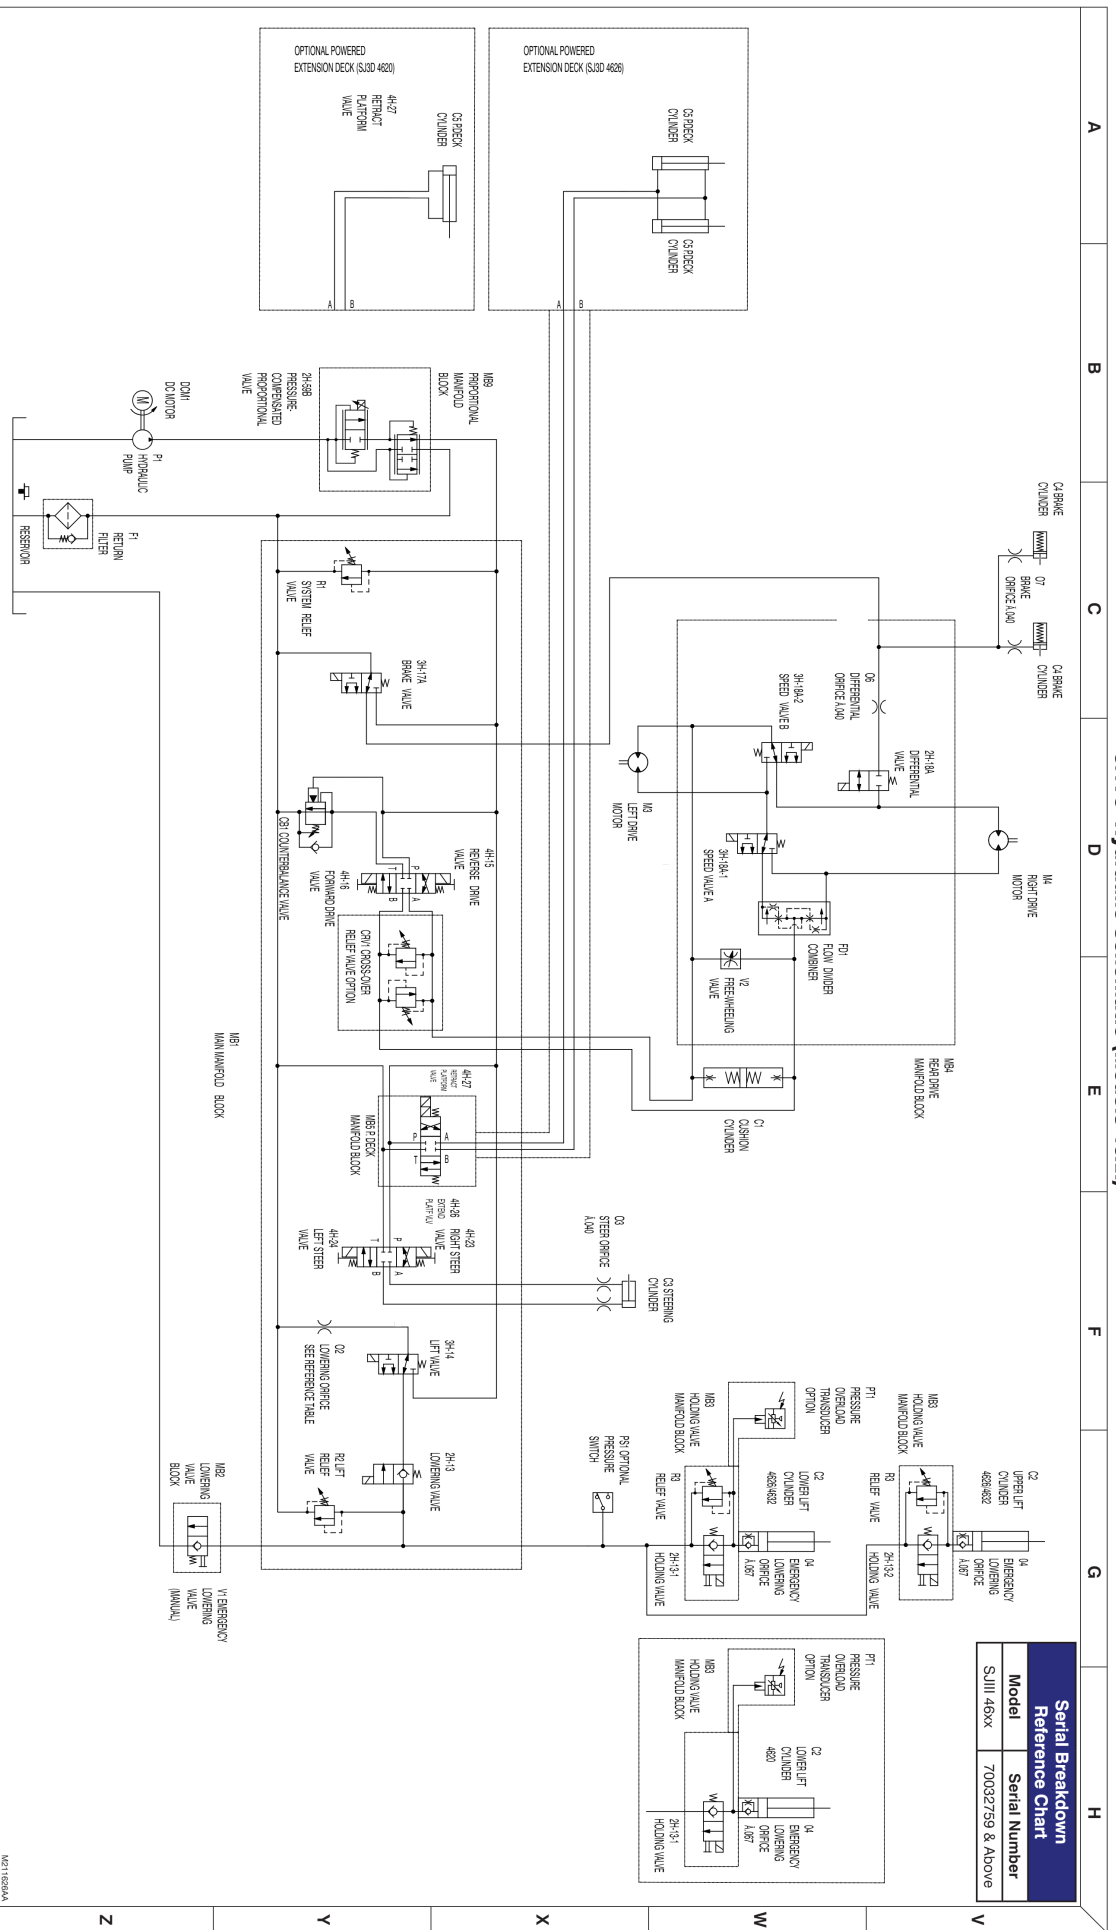 A
B
C
D
E
F
G
H
V
W
X
Y
Z
Serial Breakdown
Reference Chart
Model
Serial Number
SJIII 46xx
70032759 & Above
OPTIONAL POWERED
EXTENSION DECK (SJ3D 4620)
4H-27
RETRACT
PLATFORM
VALVE
C5 P.DECK
CYLINDER
A
B
OPTIONAL POWERED
EXTENSION DECK (SJ3D 4626)
C5 P.DECK
CYLINDER
C5 P.DECK
CYLINDER
A
B
MB9
PROPORTIONAL
MANIFOLD
BLOCK
2H-59B
PRESSURE-
COMPENSATED
PROPORTIONAL
VALVE
DCM1
DC MOTOR
M
P1
HYDRAULIC
PUMP
F1
RETURN
FILTER
RESERVOIR
C4 BRAKE
CYLINDER
O7
BRAKE
ORIFICE Å.040
C4 BRAKE
CYLINDER
R1
SYSTEM RELIEF
VALVE
3H-17A
BRAKE VALVE
O6
DIFFERENTIAL
ORIFICE Å.040
3H-18A-2
SPEED VALVE B
2H-18A
DIFFERENTIAL
VALVE
M3
LEFT DRIVE
MOTOR
M4
RIGHT DRIVE
MOTOR
3H-18A-1
SPEED VALVE A
FD1
FLOW DIVIDER
COMBINER
V2
FREE-WHEELING
VALVE
MB4
REAR DRIVE
MANIFOLD BLOCK
C1
CUSHION
CYLINDER
CB1 COUNTERBALANCE VALVE
4H-15
REVERSE DRIVE
VALVE
4H-16
FORWARD DRIVE
VALVE
P
T
A
B
CRV1 CROSS-OVER
RELIEF VALVE OPTION
MB1
MAIN MANIFOLD BLOCK
4H-27
RETRACT
PLATFORM
VALVE
P
T
A
B
MB5 P. DECK
MANIFOLD BLOCK
4H-26
EXTEND
PLATF VLV
4H-23
RIGHT STEER
VALVE
4H-24
LEFT STEER
VALVE
P
T
A
B
O3
STEER ORIFICE
Å.040
C3 STEERING
CYLINDER
3H-14
LIFT VALVE
O2
LOWERING ORIFICE
SEE REFERENCE TABLE
2H-13
LOWERING VALVE
R2 LIFT
RELIEF
VALVE
PS1 OPTIONAL
PRESSURE
SWITCH
MB2
LOWERING
VALVE
BLOCK
V1 EMERGENCY
LOWERING
VALVE
(MANUAL)
PT1
PRESSURE
OVERLOAD
TRANSDUCER
OPTION
MB3
HOLDING VALVE
MANIFOLD BLOCK
C2
LOWER LIFT
CYLINDER
4626/4632
R3
RELIEF VALVE
04
EMERGENCY
LOWERING
ORIFICE
Å.067
2H-13-1
HOLDING VALVE
MB3
HOLDING VALVE
MANIFOLD BLOCK
C2
UPPER LIFT
CYLINDER
4626/4632
R3
RELIEF VALVE
04
EMERGENCY
LOWERING
ORIFICE
Å.067
2H-13-2
HOLDING VALVE
PT1
PRESSURE
OVERLOAD
TRANSDUCER
OPTION
MB3
HOLDING VALVE
MANIFOLD BLOCK
C2
LOWER LIFT
CYLINDER
4620
04
EMERGENCY
LOWERING
ORIFICE
Å.067
2H-13-1
HOLDING VALVE
M211626AA